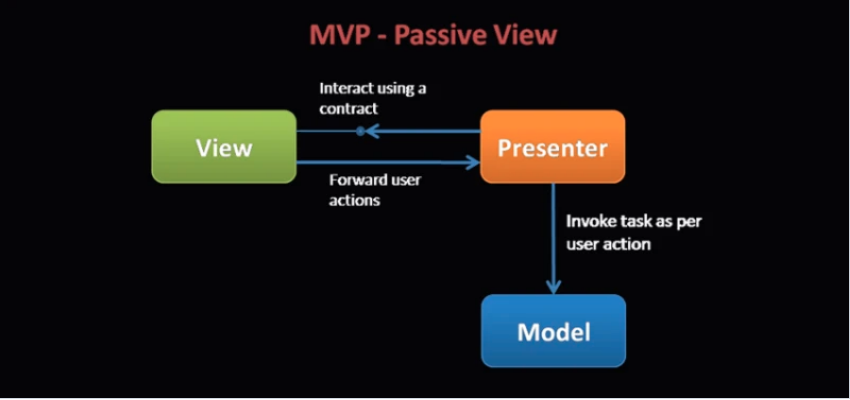 MVP - Passive View
Interact using a
contract
View
Presenter
Forward user
actions
Invoke task as per
user action
Model